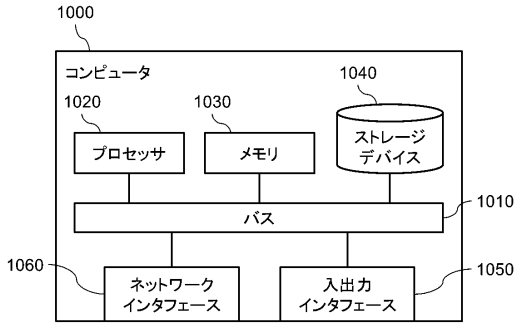 1000
コンピュータ
1020
1030
1040
プロセッサ
メモリ
ストレージ
デバイス
バス
1010
1060
ネットワーク
インタフェース
入出力
インタフェース
1050